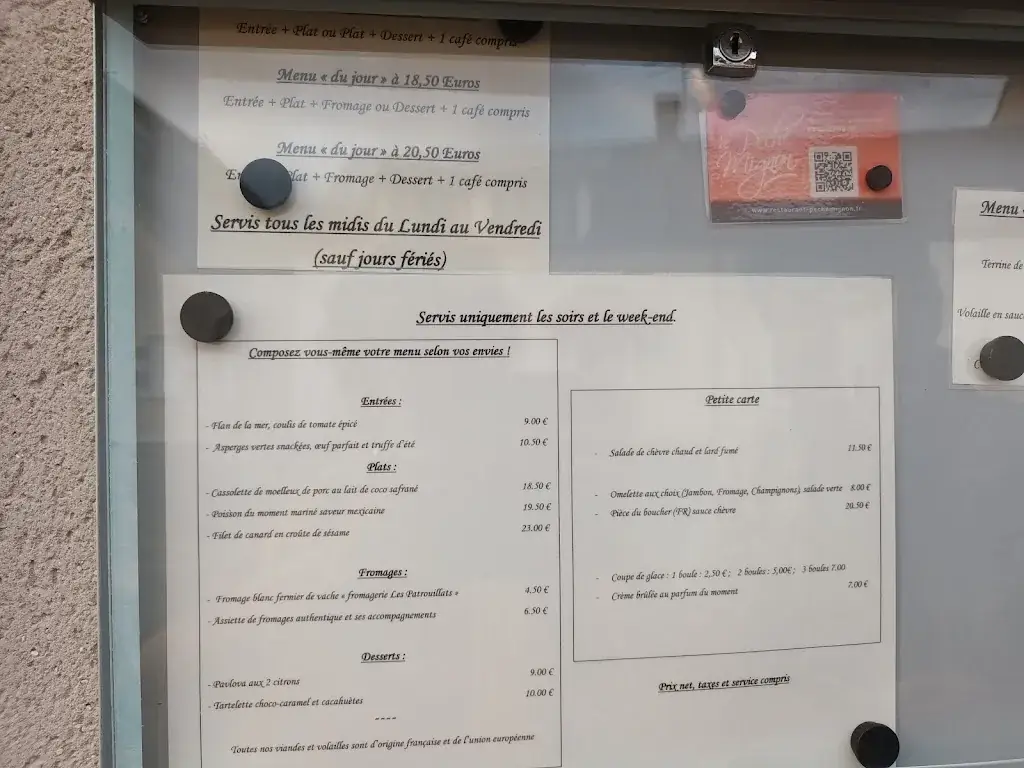 Entrée + Plat ou Plat + Dessert + 1 café compris
Menu « du jour » à 18,50 Euros
Entrée + Plat + Fromage ou Dessert + 1 café compris
Menu « du jour » à 20,50 Euros
Plat + Fromage + Dessert + 1 café compris
Servis tous les midis du Lundi au Vendredi
(sauf jours fériés)
Servis uniquement les soirs et le week-end.
Composez vous-même votre menu selon vos envies !
Entrées :
- Flan de la mer, coulis de tomate épicé 9.00 €
- Asperges vertes snackées, œuf parfait et truffe d'été 10.50 €
Plats :
- Cassolette de moelleux de porc au lait de coco safrané 18.50 €
- Poisson du moment mariné saveur mexicaine 19.50 €
- Filet de canard en croûte de sésame 23.00 €
Fromages :
- Fromage blanc fermier de vache « fromagerie Les Patrouillats » 4.50 €
- Assiette de fromages authentique et ses accompagnements 6.50 €
Desserts :
- Pavlova aux 2 citrons 9.00 €
- Tartelette choco-caramel et cacahuètes 10.00 €
----
Toutes nos viandes et volailles sont d'origine française et de l'union européenne
Petite carte
- Salade de chèvre chaud et lard fumé 11.50 €
- Omelette aux choix (Jambon, Fromage, Champignons), salade verte 8.00 €
- Pièce du boucher (FR) sauce chèvre 20.50 €
- Coupe de glace : 1 boule : 2,50 € ; 2 boules : 5,00€ ; 3 boules 7.00
- Crème brûlée au parfum du moment 7.00 €
Prix net, taxes et service compris
Menu
Terrine de
Volaille en sauc